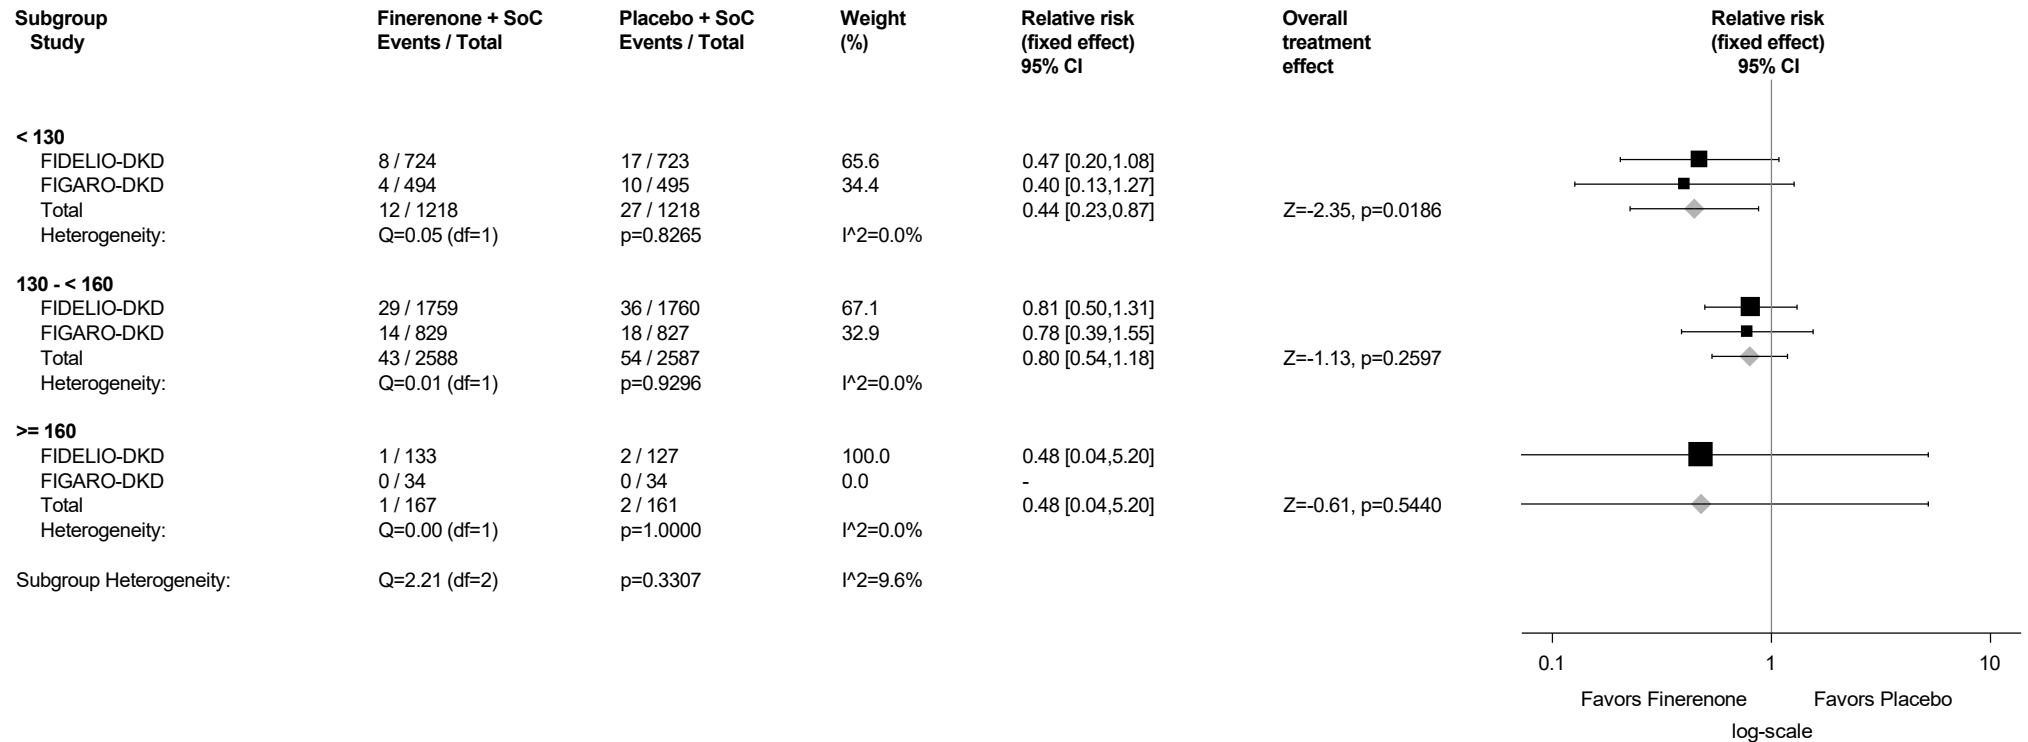 Subgroup Finerenone + SoC Placebo + SoC Weight Relative risk Overall Relative risk
Study Events / Total Events / Total (%) (fixed effect) treatment (fixed effect)
95% CI effect 95% CI
< 130
FIDELIO-DKD 8 / 724 17 / 723 65.6 0.47 [0.20,1.08]
FIGARO-DKD 4 / 494 10 / 495 34.4 0.40 [0.13,1.27]
Total 12 / 1218 27 / 1218 0.44 [0.23,0.87] Z=-2.35, p=0.0186
Heterogeneity: Q=0.05 (df=1) p=0.8265 I^2=0.0%
130 - < 160
FIDELIO-DKD 29 / 1759 36 / 1760 67.1 0.81 [0.50,1.31]
FIGARO-DKD 14 / 829 18 / 827 32.9 0.78 [0.39,1.55]
Total 43 / 2588 54 / 2587 0.80 [0.54,1.18] Z=-1.13, p=0.2597
Heterogeneity: Q=0.01 (df=1) p=0.9296 I^2=0.0%
>= 160
FIDELIO-DKD 1 / 133 2 / 127 100.0 0.48 [0.04,5.20]
FIGARO-DKD 0 / 34 0 / 34 0.0 -
Total 1 / 167 2 / 161 0.48 [0.04,5.20] Z=-0.61, p=0.5440
Heterogeneity: Q=0.00 (df=1) p=1.0000 I^2=0.0%
Subgroup Heterogeneity: Q=2.21 (df=2) p=0.3307 I^2=9.6%
0.1 1 10
Favors Finerenone Favors Placebo
log-scale